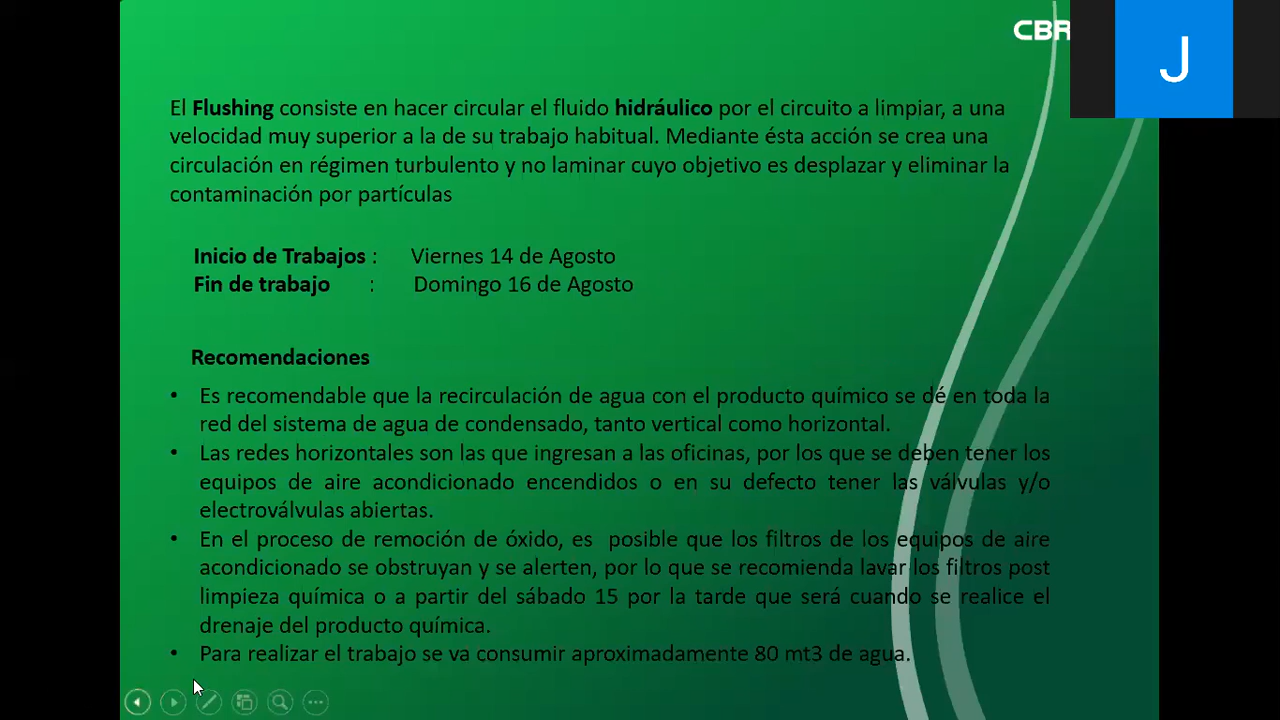 CBR
J
El Flushing consiste en hacer circular el fluido hidráulico por el circuito a limpiar, a una
velocidad muy superior a la de su trabajo habitual. Mediante ésta acción se crea una
circulación en régimen turbulento y no laminar cuyo objetivo es desplazar y eliminar la
contaminación por partículas
Inicio de Trabajos : Viernes 14 de Agosto
Fin de trabajo : Domingo 16 de Agosto
Recomendaciones
• Es recomendable que la recirculación de agua con el producto químico se dé en toda la
red del sistema de agua de condensado, tanto vertical como horizontal.
• Las redes horizontales son las que ingresan a las oficinas, por los que se deben tener los
equipos de aire acondicionado encendidos o en su defecto tener las válvulas y/o
electroválvulas abiertas.
• En el proceso de remoción de óxido, es posible que los filtros de los equipos de aire
acondicionado se obstruyan y se alerten, por lo que se recomienda lavar los filtros post
limpieza química o a partir del sábado 15 por la tarde que será cuando se realice el
drenaje del producto química.
• Para realizar el trabajo se va consumir aproximadamente 80 mt3 de agua.